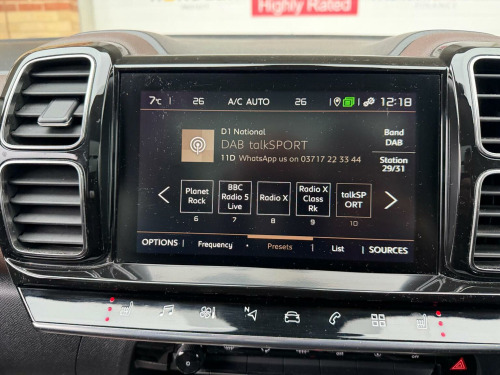 Highly Rated
7°C 26 A/C AUTO 26 12:18
D1 National
DAB talkSPORT
11D WhatsApp us on 03717 22 33 44
Band
DAB
Station
29/31
Planet Rock
BBC Radio 5 Live
Radio X
Radio X Class Rk
talkSP ORT
6 7 8 9 10
OPTIONS Frequency Presets List SOURCES
N